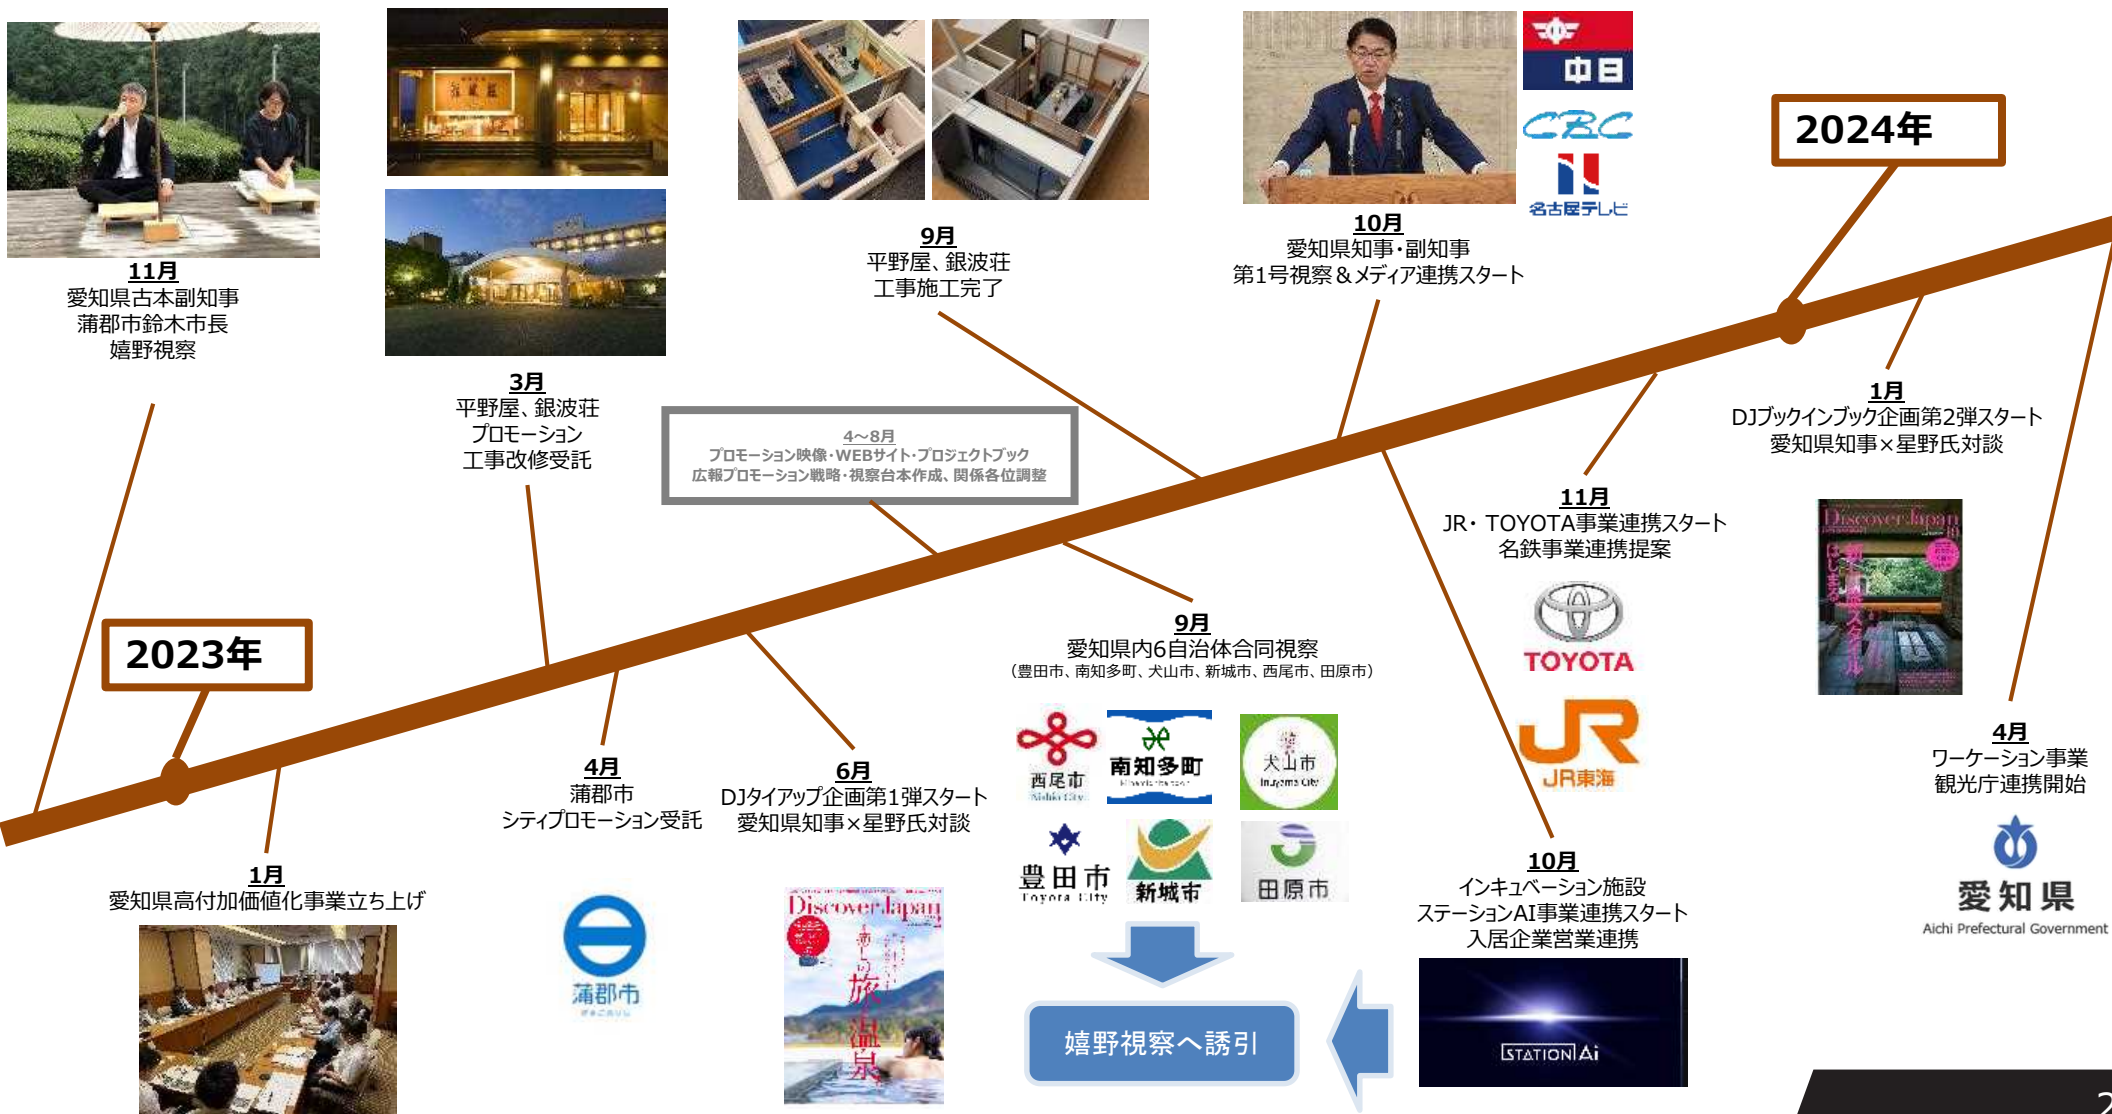 11月
愛知県古本副知事
蒲郡市鈴木市長
嬉野視察
3月
平野屋、銀波荘
プロモーション
工事改修受託
9月
平野屋、銀波荘
工事施工完了
10月
愛知県知事・副知事
第1号視察＆メディア連携スタート
中日
CBC
名古屋テレビ
2024年
4～8月
プロモーション映像・WEBサイト・プロジェクトブック
広報プロモーション戦略・視察台本作成、関係各位調整
1月
DJブックインブック企画第2弾スタート
愛知県知事×星野氏対談
Discover Japan
11月
JR・TOYOTA事業連携スタート
名鉄事業連携提案
TOYOTA
JR
JR東海
2023年
9月
愛知県内6自治体合同視察
（豊田市、南知多町、犬山市、新城市、西尾市、田原市）
西尾市
Nishio City
南知多町
犬山市
Inuyama City
豊田市
Toyota City
新城市
田原市
4月
ワーケーション事業
観光庁連携開始
愛知県
Aichi Prefectural Government
1月
愛知県高付加価値化事業立ち上げ
4月
蒲郡市
シティプロモーション受託
蒲郡市
6月
DJタイアップ企画第1弾スタート
愛知県知事×星野氏対談
Discover Japan
癒しの旅と温泉
10月
インキュベーション施設
ステーションAI事業連携スタート
入居企業営業連携
STATION Ai
嬉野視察へ誘引
2